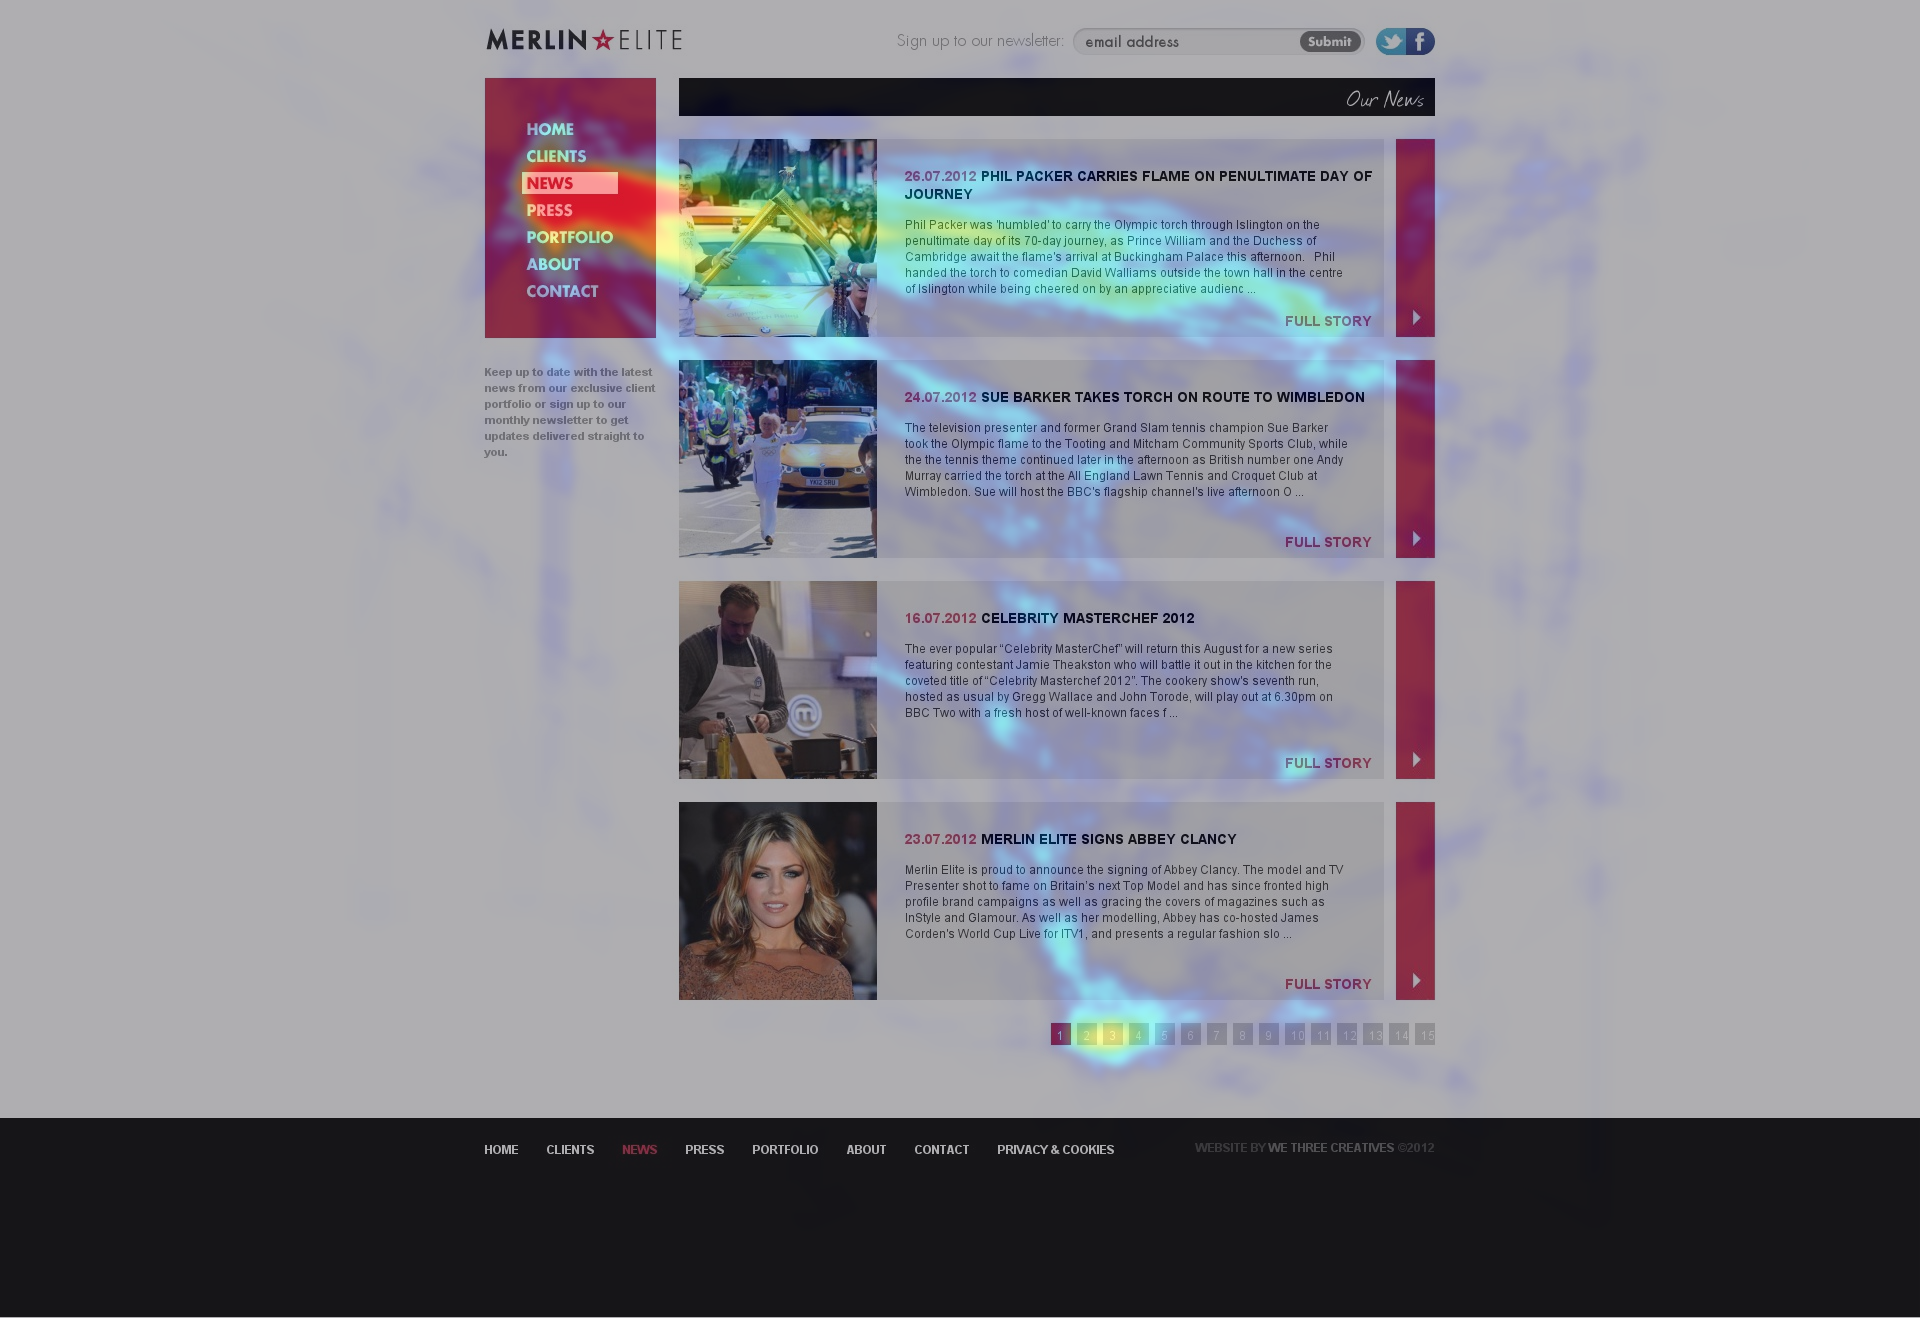 MERLIN ELITE
Sign up to our newsletter:
email address
Submit
HOME
CLIENTS
NEWS
PRESS
PORTFOLIO
ABOUT
CONTACT
Keep up to date with the latest
news from our exclusive client
portfolio or sign up to our
monthly newsletter to get
updates delivered straight to
you.
Our News
26.07.2012 PHIL PACKER CARRIES FLAME ON PENULTIMATE DAY OF
JOURNEY
Phil Packer was 'humbled' to carry the Olympic torch through Islington on the
penultimate day of its 70-day journey, as Prince William and the Duchess of
Cambridge await the flame's arrival at Buckingham Palace this afternoon. Phil
handed the torch to comedian David Walliams outside the town hall in the centre
of Islington while being cheered on by an appreciative audienc ...
FULL STORY
24.07.2012 SUE BARKER TAKES TORCH ON ROUTE TO WIMBLEDON
The television presenter and former Grand Slam tennis champion Sue Barker
took the Olympic flame to the Tooting and Mitcham Community Sports Club, while
the the tennis theme continued later in the afternoon as British number one Andy
Murray carried the torch at the All England Lawn Tennis and Croquet Club at
Wimbledon. Sue will host the BBC's flagship channel's live afternoon O ...
FULL STORY
16.07.2012 CELEBRITY MASTERCHEF 2012
The ever popular “Celebrity MasterChef” will return this August for a new series
featuring contestant Jamie Theakston who will battle it out in the kitchen for the
coveted title of “Celebrity Masterchef 2012”. The cookery show's seventh run,
hosted as usual by Gregg Wallace and John Torode, will play out at 6.30pm on
BBC Two with a fresh host of well-known faces f ...
FULL STORY
23.07.2012 MERLIN ELITE SIGNS ABBEY CLANCY
Merlin Elite is proud to announce the signing of Abbey Clancy. The model and TV
Presenter shot to fame on Britain's next Top Model and has since fronted high
profile brand campaigns as well as gracing the covers of magazines such as
InStyle and Glamour. As well as her modelling, Abbey has co-hosted James
Corden's World Cup Live for ITV1, and presents a regular fashion slo ...
FULL STORY
1 2 3 4 5 6 7 8 9 10 11 12 13 14 15
HOME CLIENTS NEWS PRESS PORTFOLIO ABOUT CONTACT PRIVACY & COOKIES
WEBSITE BY WE THREE CREATIVES ©2012